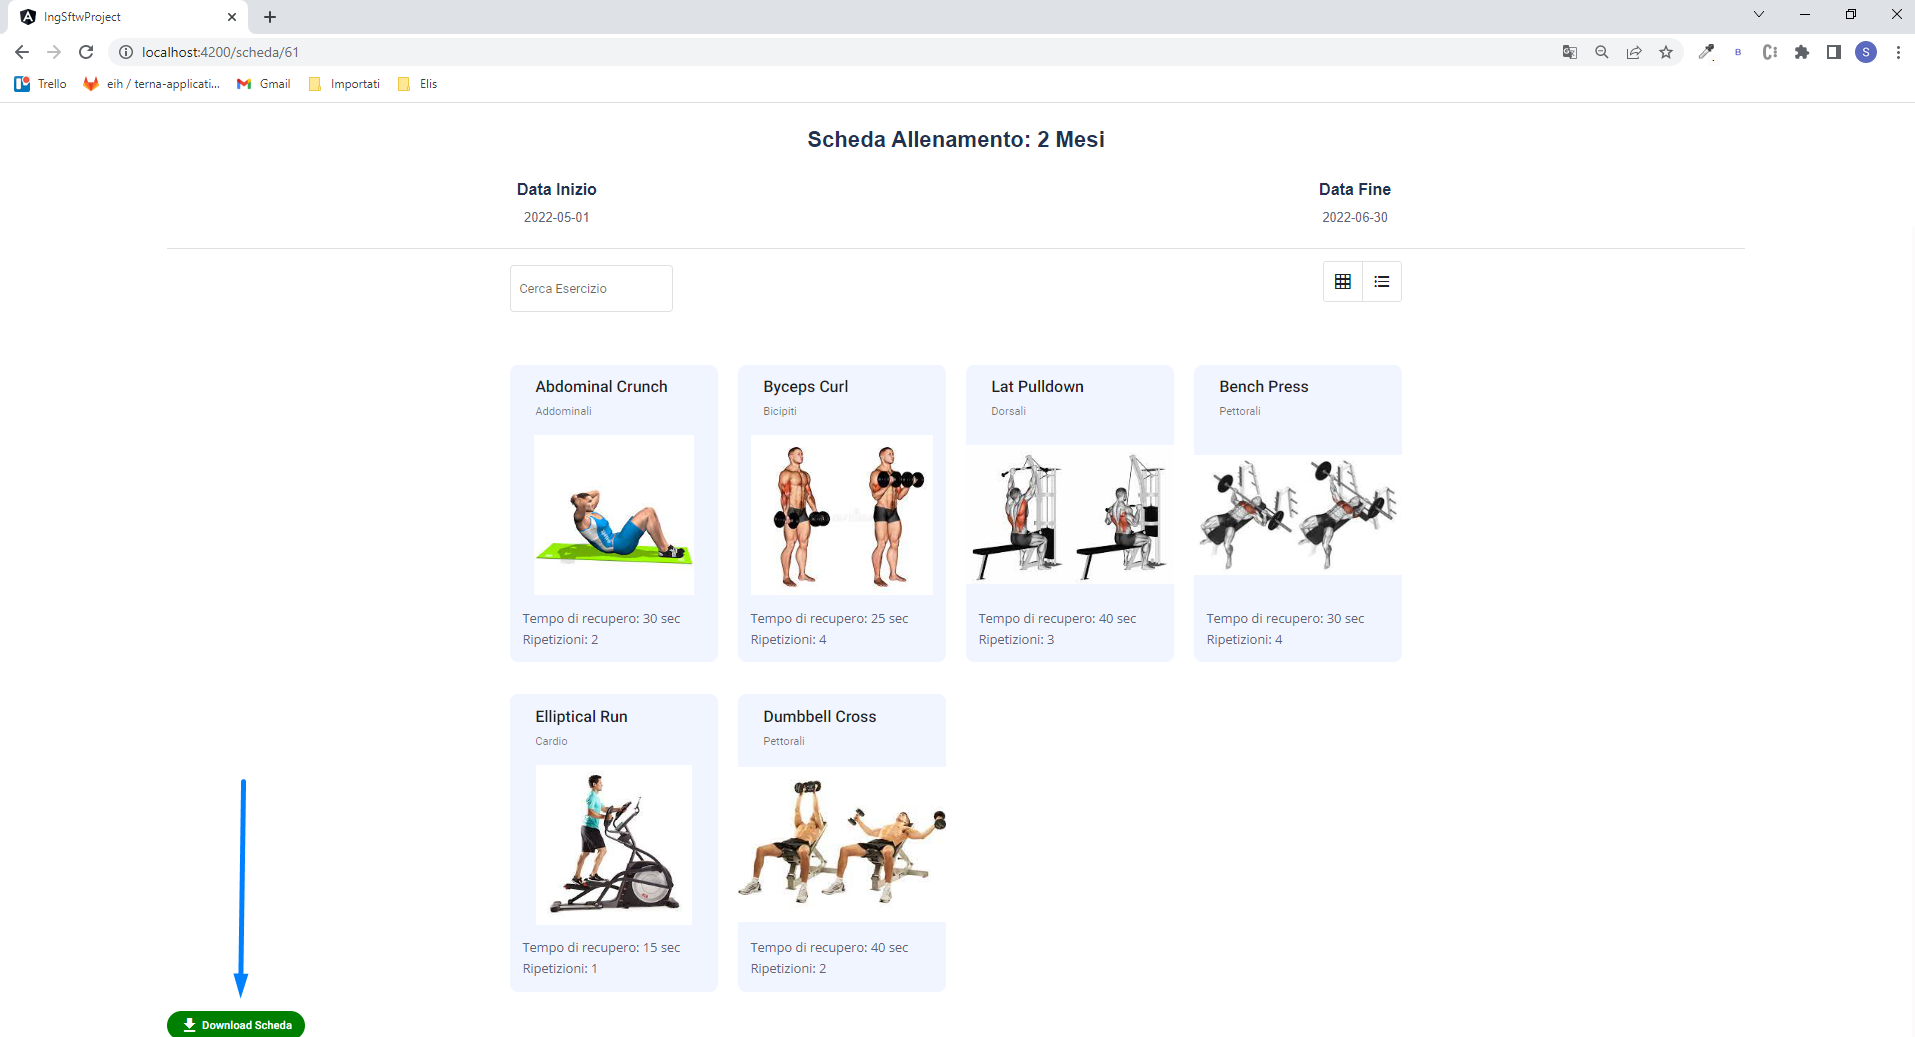 IngSftwProject
localhost:4200/scheda/61
B
S
Trello
eih / terna-applicati...
Gmail
Importati
Elis
Scheda Allenamento: 2 Mesi
Data Inizio
Data Fine
2022-05-01
2022-06-30
Cerca Esercizio
Abdominal Crunch
Addominali
Tempo di recupero: 30 sec
Ripetizioni: 2
Byceps Curl
Bicipiti
Tempo di recupero: 25 sec
Ripetizioni: 4
Lat Pulldown
Dorsali
Tempo di recupero: 40 sec
Ripetizioni: 3
Bench Press
Pettorali
Tempo di recupero: 30 sec
Ripetizioni: 4
Elliptical Run
Cardio
Tempo di recupero: 15 sec
Ripetizioni: 1
Dumbbell Cross
Pettorali
Tempo di recupero: 40 sec
Ripetizioni: 2
Download Scheda